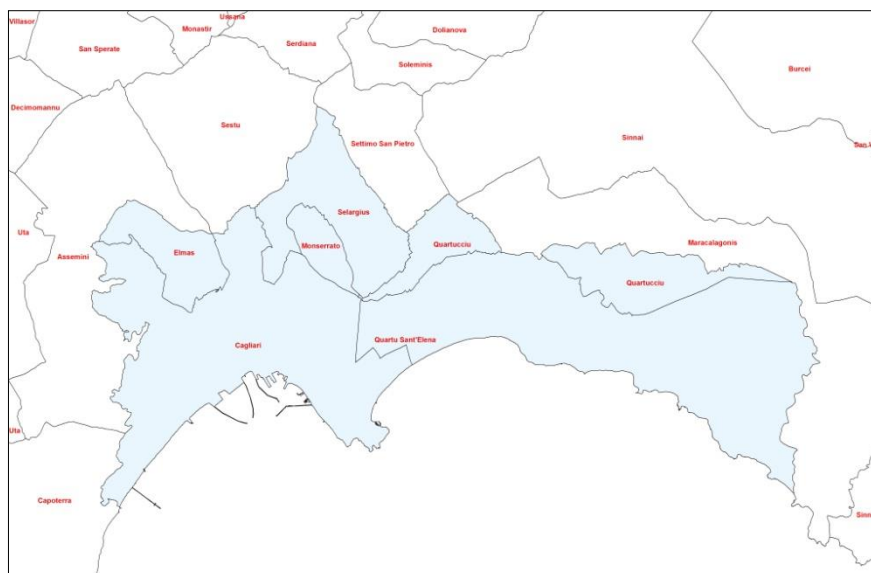 Villasor
Ussana
Monastir
Dolianova
San Sperate
Serdiana
Soleminis
Burcei
Decimomannu
Sestu
Sinnai
Settimo San Pietro
Selargius
Uta
Monserrato
Quartucciu
Maracalagonis
Assemini
Elmas
Quartucciu
Cagliari
Quartu Sant'Elena
Uta
Capoterra
Sinn